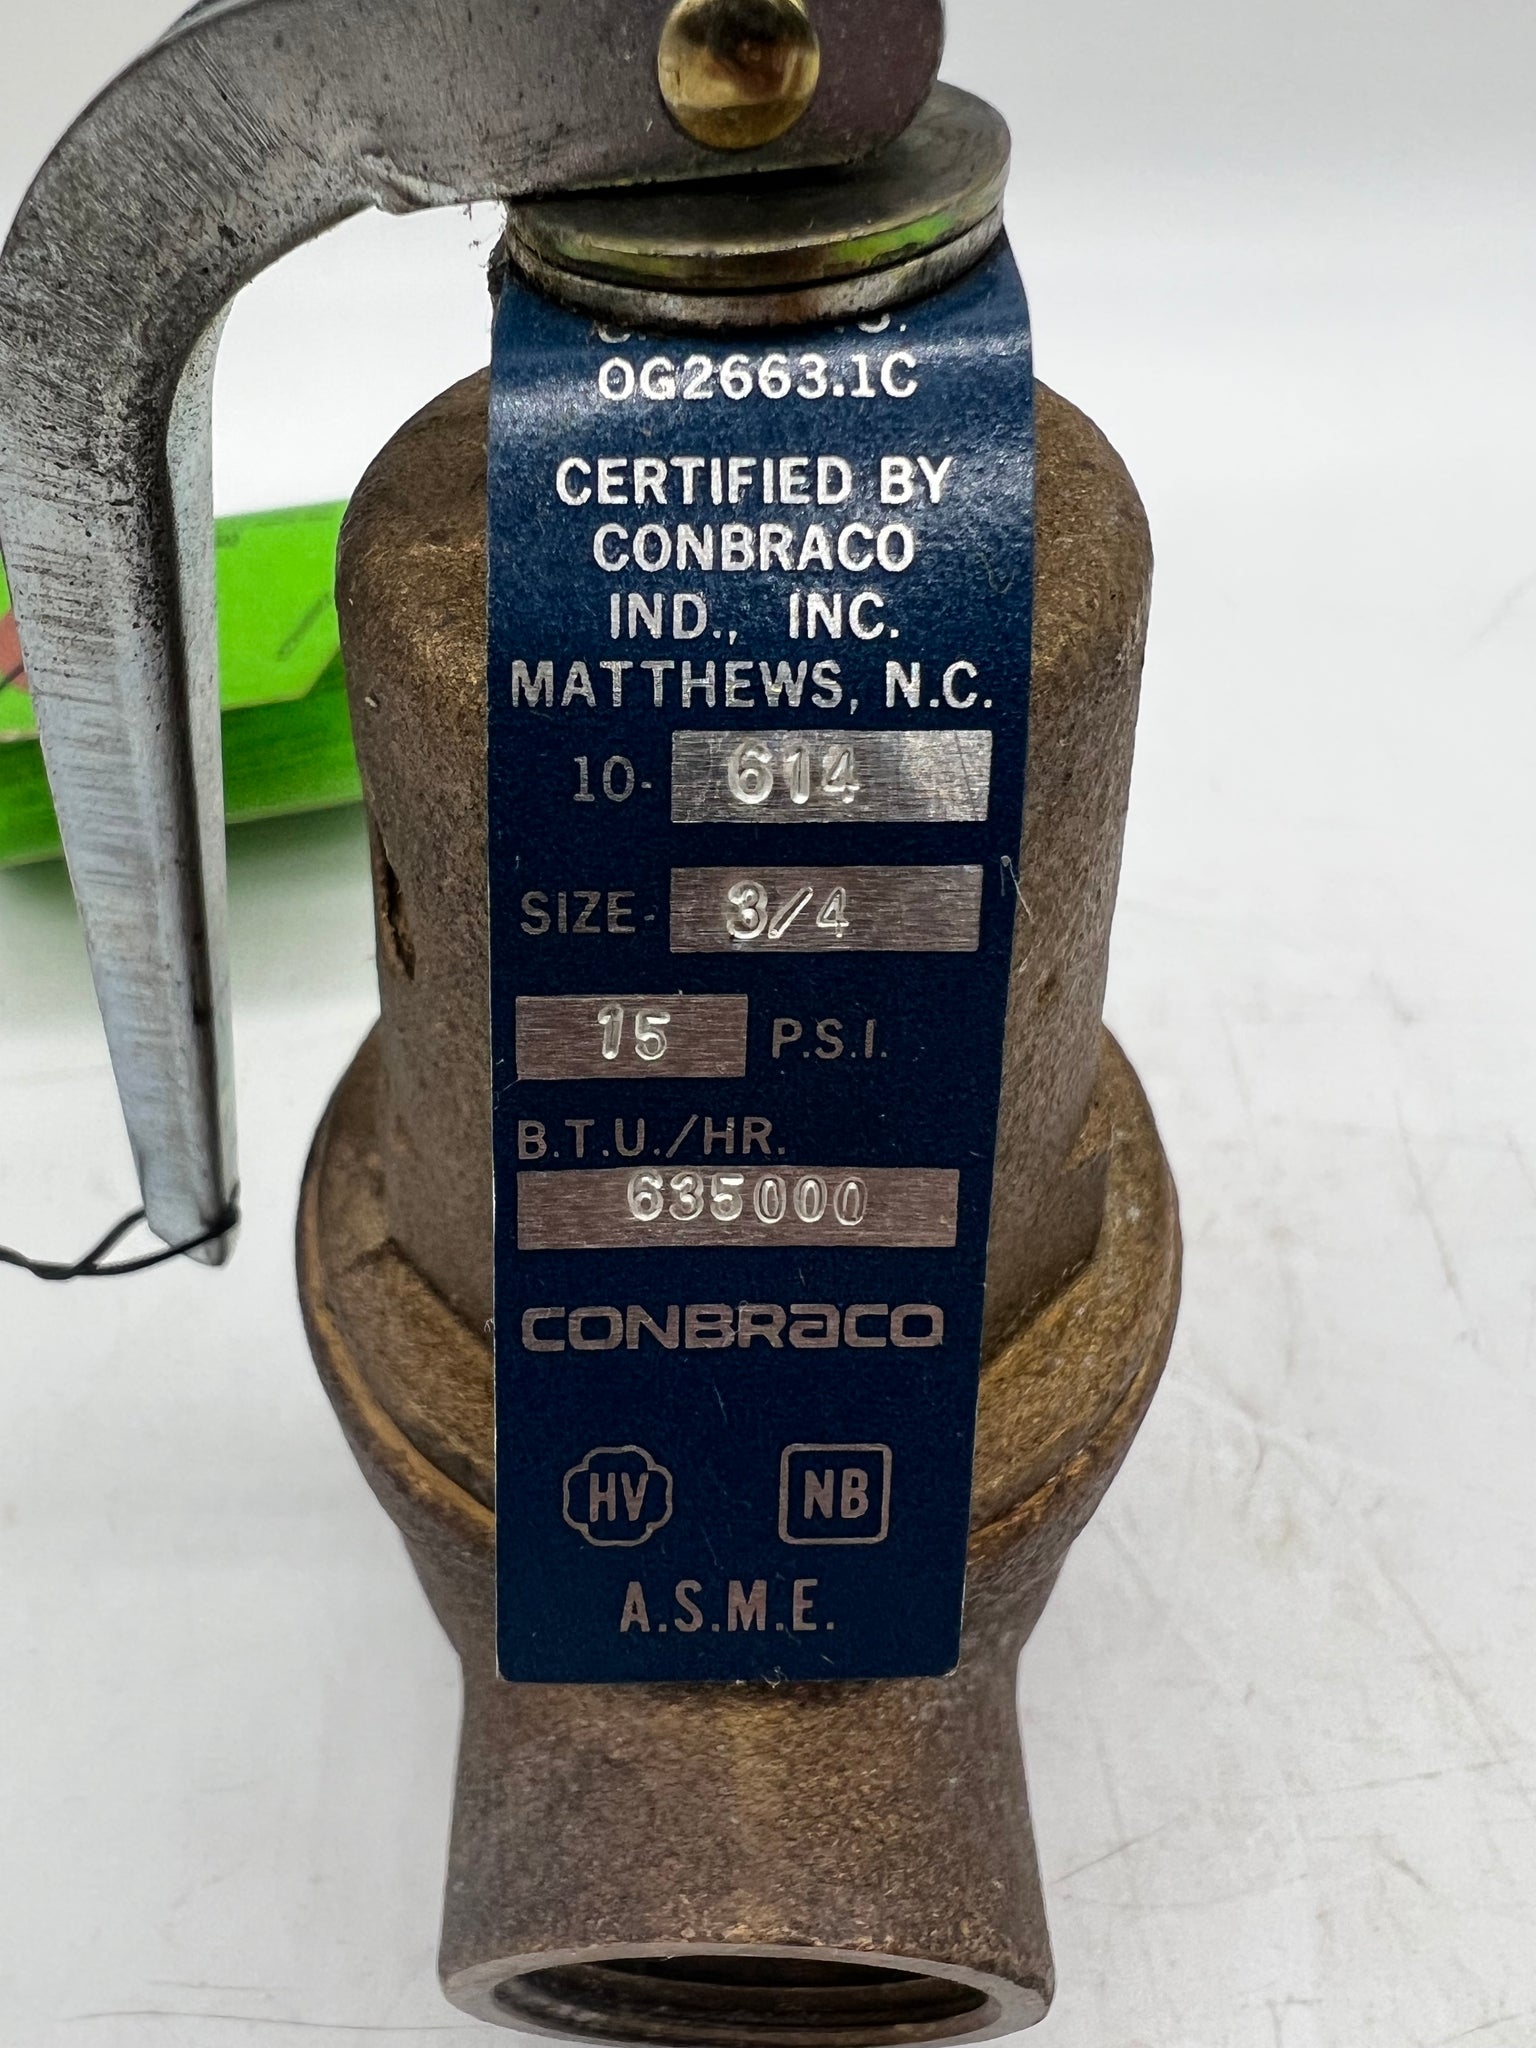 OG2663.1C
CERTIFIED BY
CONBRACO
IND., INC.
MATTHEWS, N.C.
10- 614
SIZE- 3/4
15 P.S.I.
B.T.U./HR.
635000
CONBRACO
HV NB
A.S.M.E.